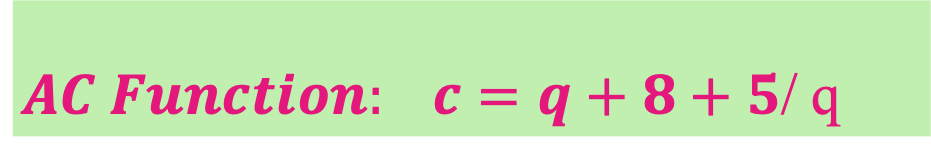 AC Function: c = q + 8 + 5/ q